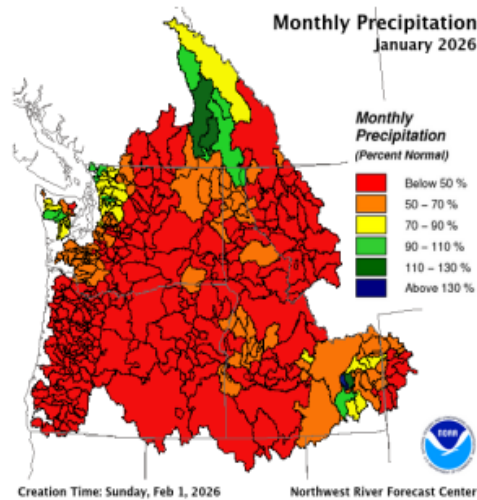 Monthly Precipitation
January 2026
Monthly
Precipitation
(Percent Normal)
Below 50 %
50 – 70 %
70 – 90 %
90 – 110 %
110 – 130 %
Above 130 %
NOAA
Creation Time: Sunday, Feb 1, 2026
Northwest River Forecast Center